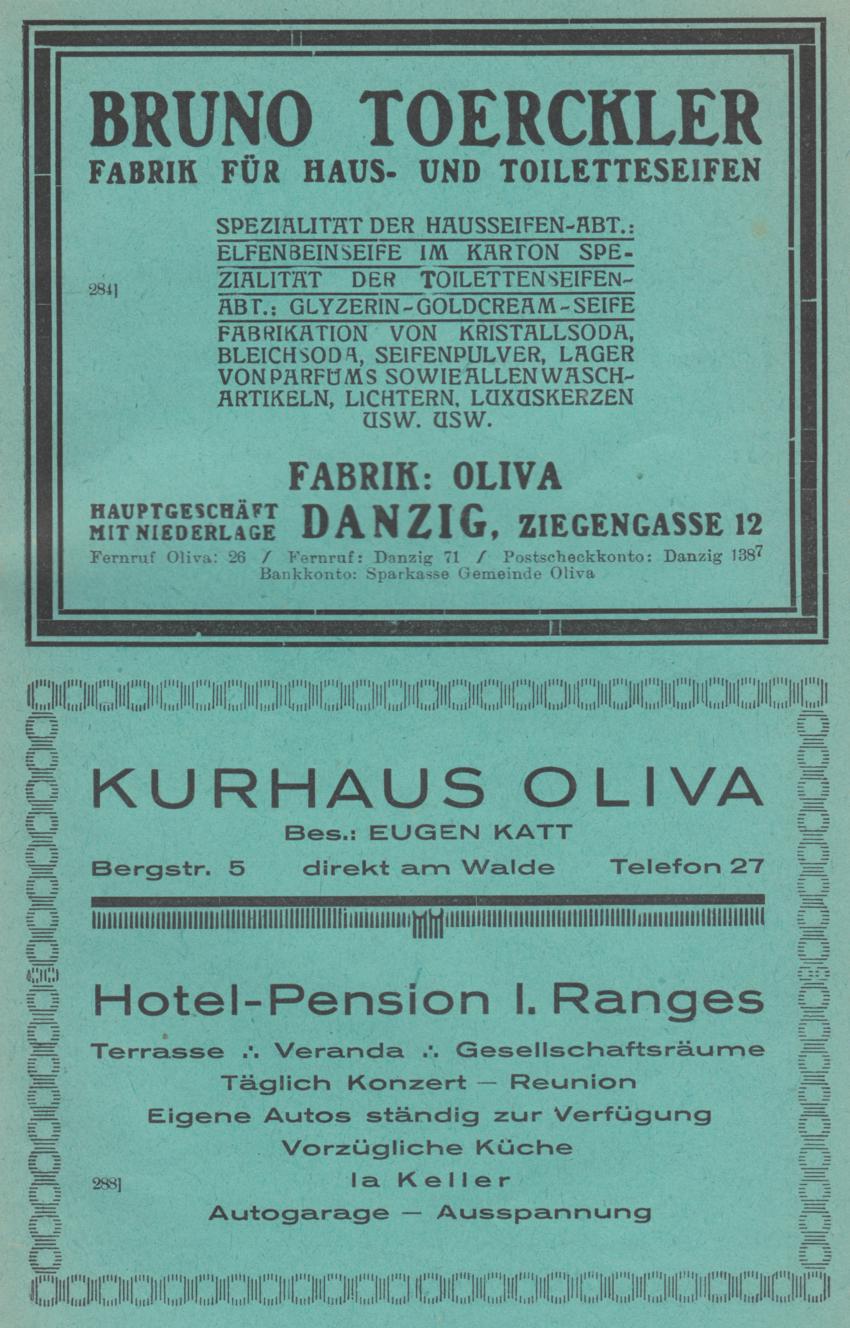 BRUNO TOERCKLER
FABRIK FÜR HAUS- UND TOILETTESEIFEN
SPEZIALITÄT DER HAUSSEIFEN-ABT.:
ELFENBEINSEIFE IM KARTON SPE-
ZIALITÄT DER TOILETTENSEIFEN-
284]
ABT.: GLYZERIN-GOLDCREAM-SEIFE
FABRIKATION VON KRISTALLSODA,
BLEICHSODA, SEIFENPULVER, LAGER
VON PARFÜMS SOWIE ALLEN WASCH-
ARTIKELN, LICHTERN, LUXUSKERZEN
USW. USW.
FABRIK: OLIVA
HAUPTGESCHÄFT
MIT NIEDERLAGE DANZIG, ZIEGENGASSE 12
Fernruf Oliva: 26 / Fernruf: Danzig 71 / Postscheckkonto: Danzig 1387
Bankkonto: Sparkasse Gemeinde Oliva
KURHAUS OLIVA
Bes.: EUGEN KATT
Bergstr. 5 direkt am Walde Telefon 27
Hotel-Pension I. Ranges
Terrasse ∴ Veranda ∴ Gesellschaftsräume
Täglich Konzert — Reunion
Eigene Autos ständig zur Verfügung
Vorzügliche Küche
288] Ia Keller
Autogarage — Ausspannung